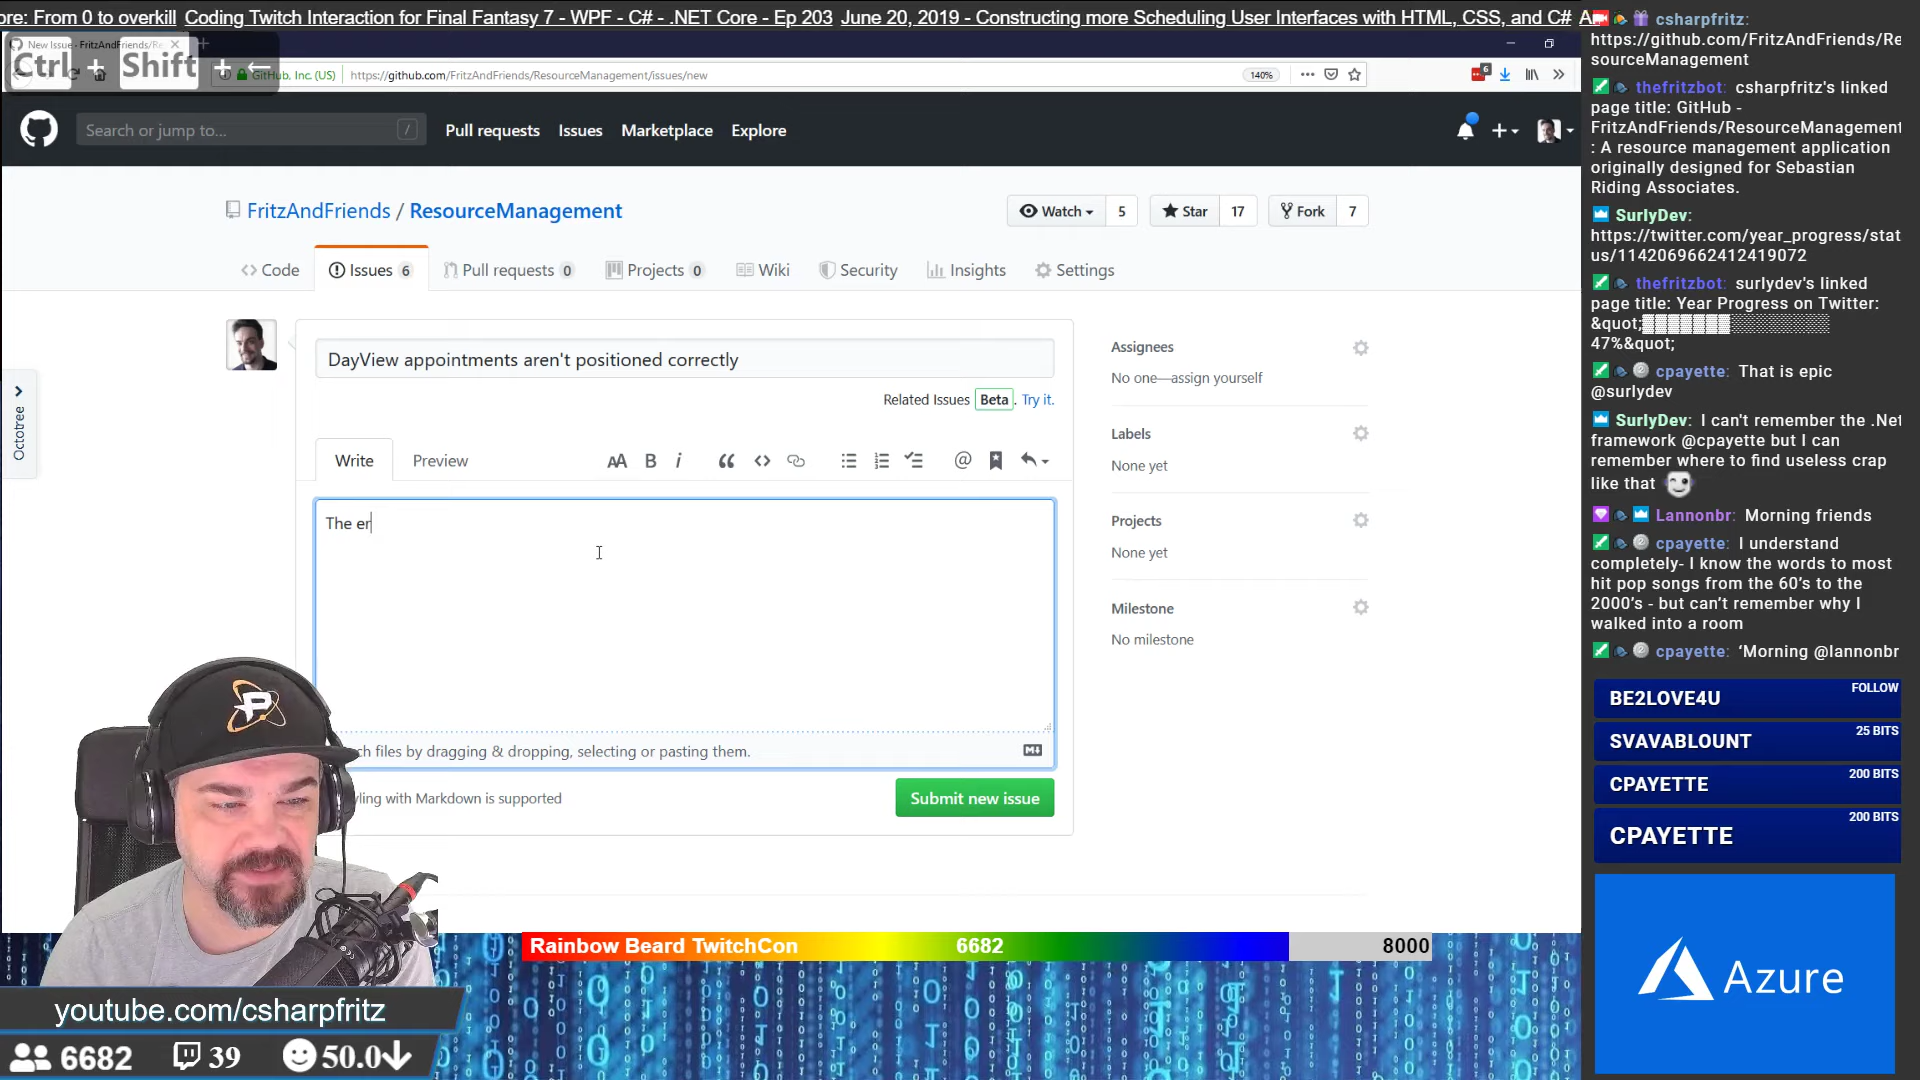 ore: From 0 to overkill Coding Twitch Interaction for Final Fantasy 7 - WPF - C# - .NET Core - Ep 203 June 20, 2019 - Constructing more Scheduling User Interfaces with HTML, CSS, and C#
Ctrl + Shift + ←
GitHub, Inc. (US) https://github.com/FritzAndFriends/ResourceManagement/issues/new 140%
Search or jump to... / Pull requests Issues Marketplace Explore
FritzAndFriends / ResourceManagement
Watch 5 Star 17 Fork 7
Code Issues 6 Pull requests 0 Projects 0 Wiki Security Insights Settings
DayView appointments aren't positioned correctly
Related Issues Beta . Try it.
Write Preview
The er
ch files by dragging & dropping, selecting or pasting them.
yling with Markdown is supported
Submit new issue
Octotree
Assignees
No one—assign yourself
Labels
None yet
Projects
None yet
Milestone
No milestone
csharpfritz:
https://github.com/FritzAndFriends/Re
sourceManagement
thefritzbot: csharpfritz's linked
page title: GitHub -
FritzAndFriends/ResourceManagement
: A resource management application
originally designed for Sebastian
Riding Associates.
SurlyDev:
https://twitter.com/year_progress/stat
us/1142069662412419072
thefritzbot: surlydev's linked
page title: Year Progress on Twitter:
&quot;▓▓▓▓▓▓▓░░░░░░░░
47%&quot;
cpayette: That is epic
@surlydev
SurlyDev: I can't remember the .Net
framework @cpayette but I can
remember where to find useless crap
like that
Lannonbr: Morning friends
cpayette: I understand
completely- I know the words to most
hit pop songs from the 60’s to the
2000’s - but can’t remember why I
walked into a room
cpayette: ‘Morning @lannonbr
BE2LOVE4U FOLLOW
SVAVABLOUNT 25 BITS
CPAYETTE 200 BITS
CPAYETTE 200 BITS
Azure
Rainbow Beard TwitchCon 6682 8000
youtube.com/csharpfritz
6682 39 50.0